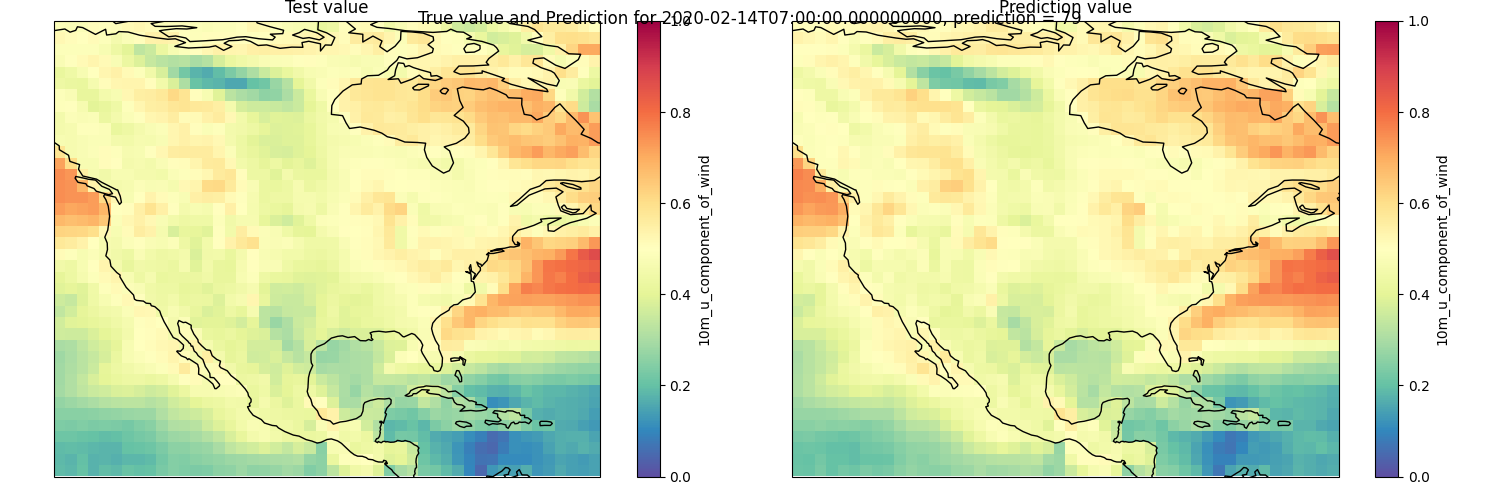 Test value
Prediction value
True value and Prediction for 2020-02-14T07:00:00.000000000, prediction = 79
1.0
0.8
0.6
0.4
0.2
0.0
10m_u_component_of_wind
1.0
0.8
0.6
0.4
0.2
0.0
10m_u_component_of_wind